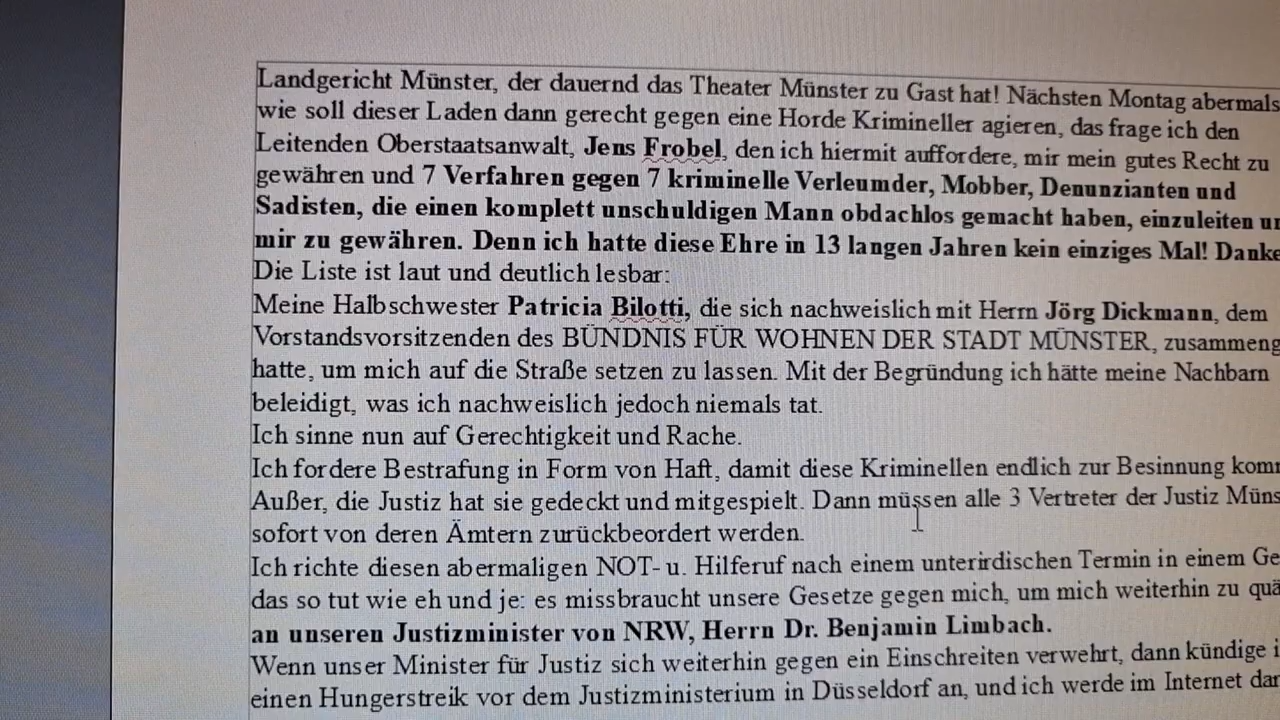 Landgericht Münster, der dauernd das Theater Münster zu Gast hat! Nächsten Montag abermals
wie soll dieser Laden dann gerecht gegen eine Horde Krimineller agieren, das frage ich den
Leitenden Oberstaatsanwalt, Jens Frobel, den ich hiermit auffordere, mir mein gutes Recht zu
gewähren und 7 Verfahren gegen 7 kriminelle Verleumder, Mobber, Denunzianten und
Sadisten, die einen komplett unschuldigen Mann obdachlos gemacht haben, einzuleiten
mir zu gewähren. Denn ich hatte diese Ehre in 13 langen Jahren kein einziges Mal! Danke
Die Liste ist laut und deutlich lesbar:
Meine Halbschwester Patricia Bilotti, die sich nachweislich mit Herrn Jörg Dickmann, dem
Vorstandsvorsitzenden des BÜNDNIS FÜR WOHNEN DER STADT MÜNSTER, zusammeng
hatte, um mich auf die Straße setzen zu lassen. Mit der Begründung ich hätte meine Nachbarn
beleidigt, was ich nachweislich jedoch niemals tat.
Ich sinne nun auf Gerechtigkeit und Rache.
Ich fordere Bestrafung in Form von Haft, damit diese Kriminellen endlich zur Besinnung
Außer, die Justiz hat sie gedeckt und mitgespielt. Dann müssen alle 3 Vertreter der Justiz Müns
sofort von deren Ämtern zurückbeordert werden.
Ich richte diesen abermaligen NOT- u. Hilferuf nach einem unterirdischen Termin in einem Ge
das so tut wie eh und je: es missbraucht unsere Gesetze gegen mich, um mich weiterhin zu quä
an unseren Justizminister von NRW, Herrn Dr. Benjamin Limbach.
Wenn unser Minister für Justiz sich weiterhin gegen ein Einschreiten verwehrt, dann kündige i
einen Hungerstreik vor dem Justizministerium in Düsseldorf an, und ich werde im Internet dar